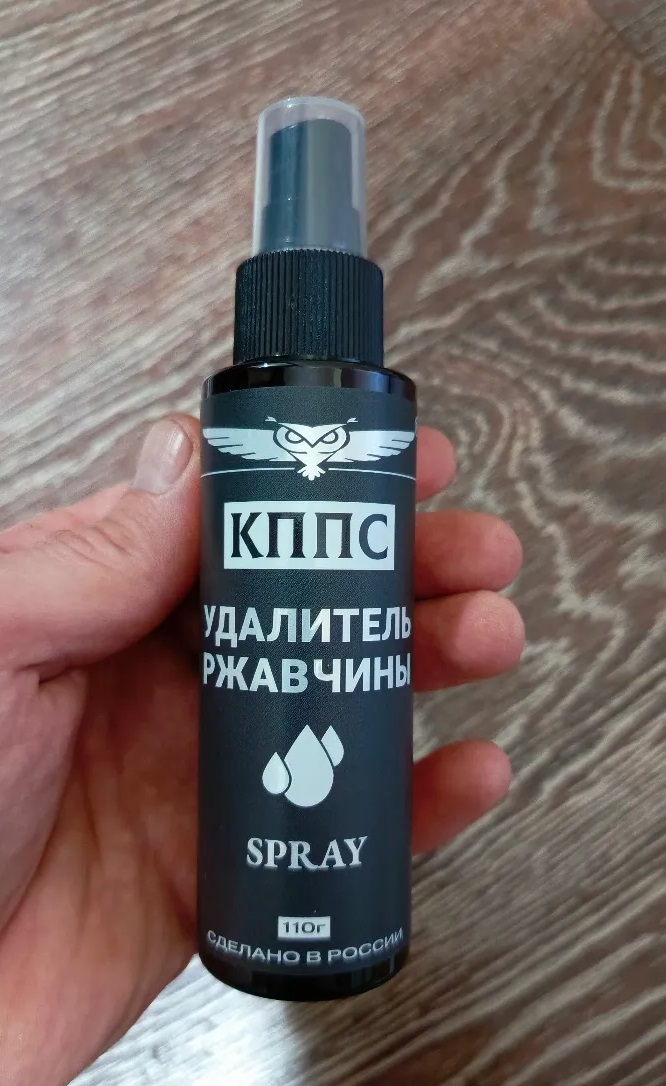 КППС
УДАЛИТЕЛЬ
РЖАВЧИНЫ
SPRAY
110г
СДЕЛАНО В РОССИИ